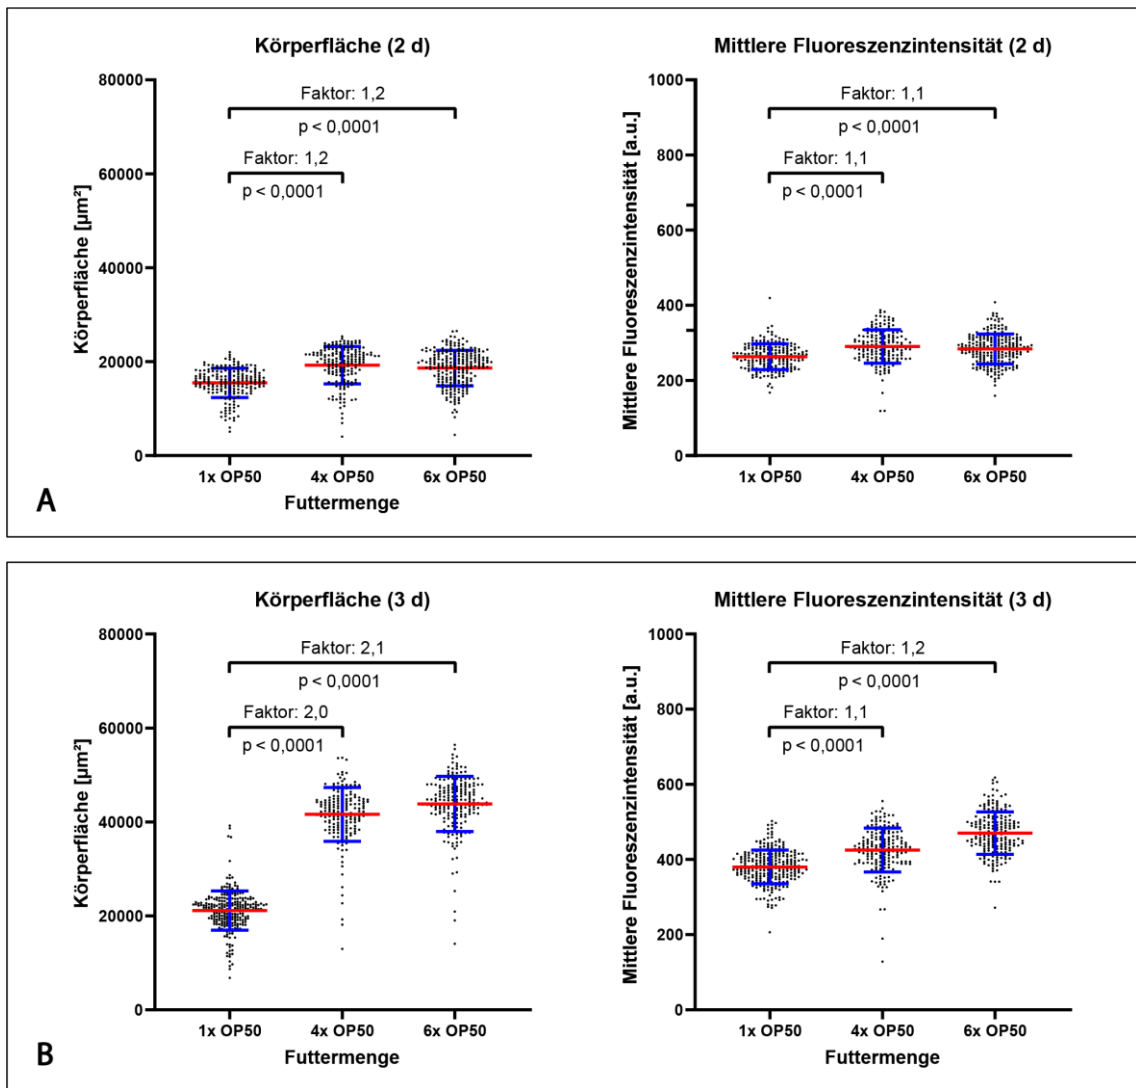 Körperfläche (2 d)
80000
60000
40000
20000
0
Körperfläche [µm²]
Faktor: 1,2
p < 0,0001
Faktor: 1,2
p < 0,0001
1x OP50 4x OP50 6x OP50
Futtermenge
A
Mittlere Fluoreszenzintensität (2 d)
1000
800
600
400
200
0
Mittlere Fluoreszenzintensität [a.u.]
Faktor: 1,1
p < 0,0001
Faktor: 1,1
p < 0,0001
1x OP50 4x OP50 6x OP50
Körperfläche (3 d)
80000
60000
40000
20000
0
Körperfläche [µm²]
Faktor: 2,1
p < 0,0001
Faktor: 2,0
p < 0,0001
1x OP50 4x OP50 6x OP50
Futtermenge
B
Mittlere Fluoreszenzintensität (3 d)
1000
800
600
400
200
0
Mittlere Fluoreszenzintensität [a.u.]
Faktor: 1,2
p < 0,0001
Faktor: 1,1
p < 0,0001
1x OP50 4x OP50 6x OP50
Futtermenge